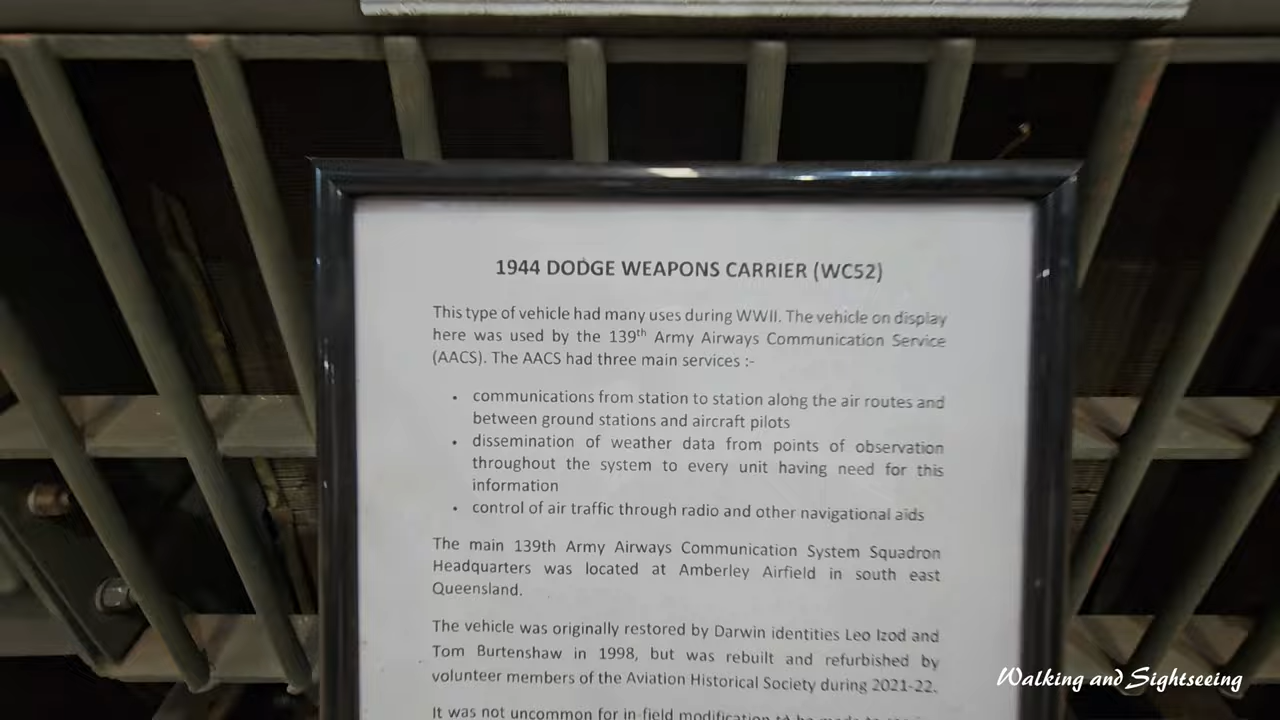 1944 DODGE WEAPONS CARRIER (WC52)
This type of vehicle had many uses during WWII. The vehicle on display
here was used by the 139th Army Airways Communication Service
(AACS). The AACS had three main services :-
• communications from station to station along the air routes and
between ground stations and aircraft pilots
• dissemination of weather data from points of observation
throughout the system to every unit having need for this
information
• control of air traffic through radio and other navigational aids
The main 139th Army Airways Communication System Squadron
Headquarters was located at Amberley Airfield in south east
Queensland.
The vehicle was originally restored by Darwin identities Leo Izod and
Tom Burtenshaw in 1998, but was rebuilt and refurbished by
volunteer members of the Aviation Historical Society during 2021-22.
It was not uncommon for in-field modification to be made to
Walking and Sightseeing